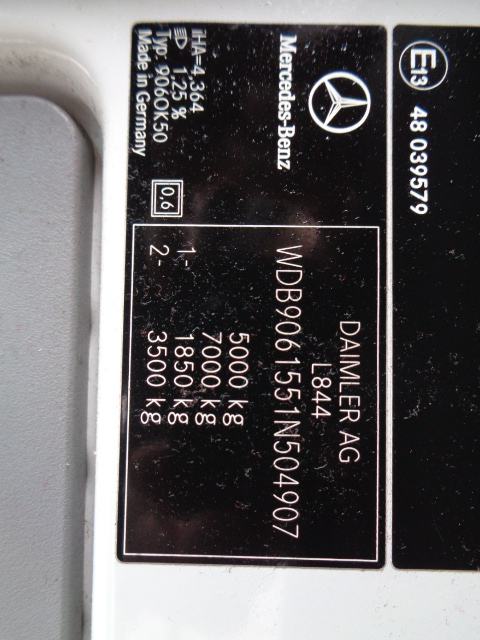 E13 48 039579
Mercedes-Benz
iHA=4,364
1,25 %
Typ 906OK50
Made in Germany
0,6
DAIMLER AG
L844
WDB9061551N504907
5000 kg
7000 kg
1- 1850 kg
2- 3500 kg